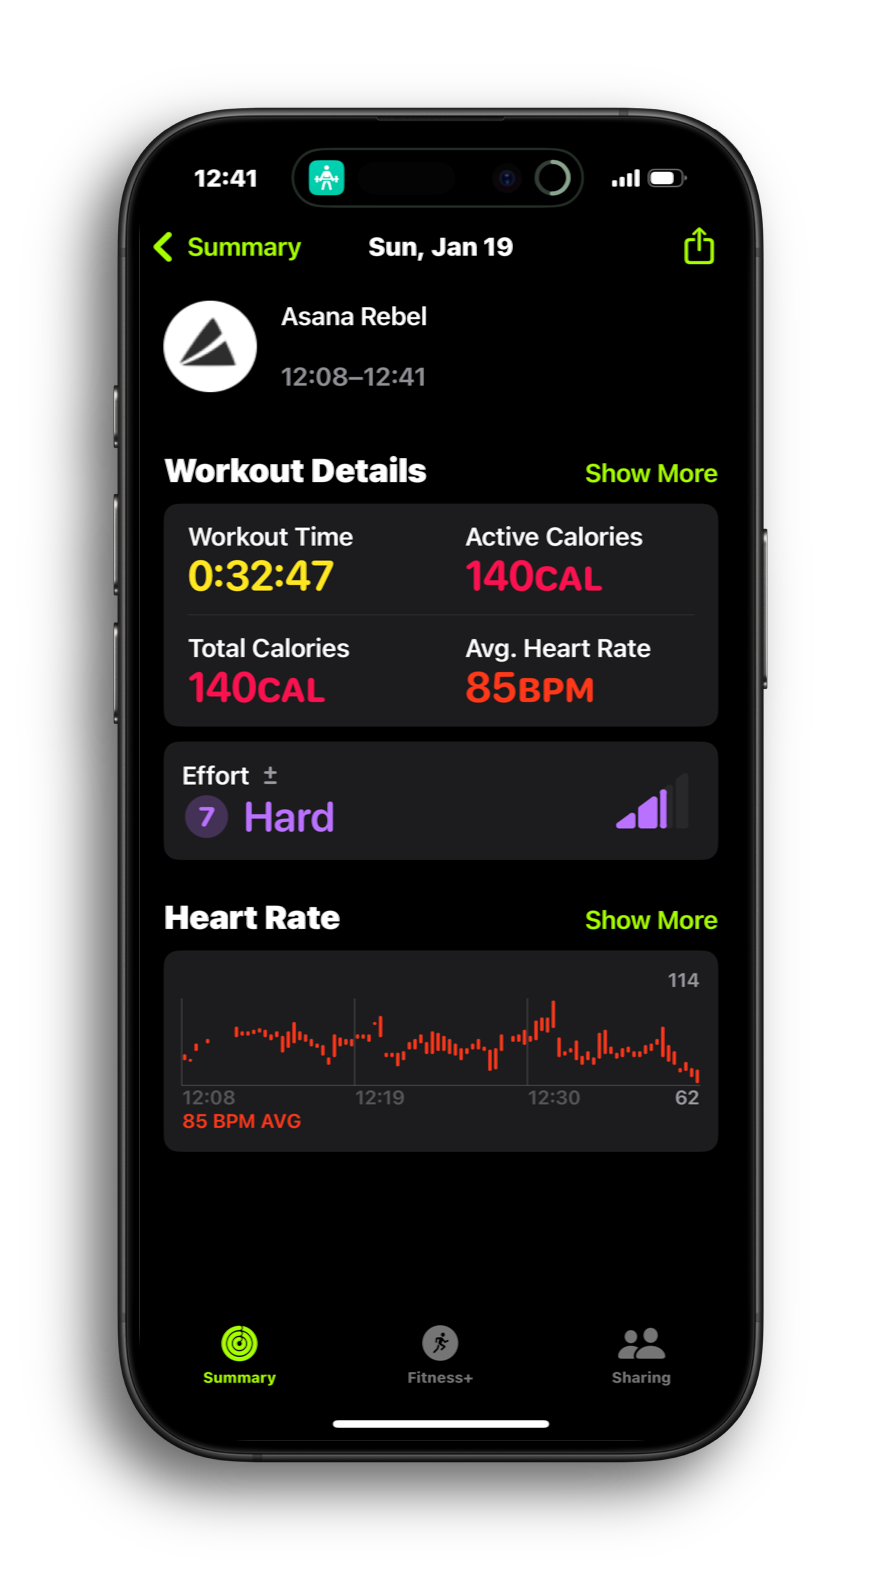 12:41
Summary
Sun, Jan 19
Asana Rebel
12:08–12:41
Workout Details
Show More
Workout Time
Active Calories
0:32:47
140CAL
Total Calories
Avg. Heart Rate
140CAL
85BPM
Effort ±
7 Hard
Heart Rate
Show More
114
12:08
12:19
12:30
62
85 BPM AVG
Summary
Fitness+
Sharing